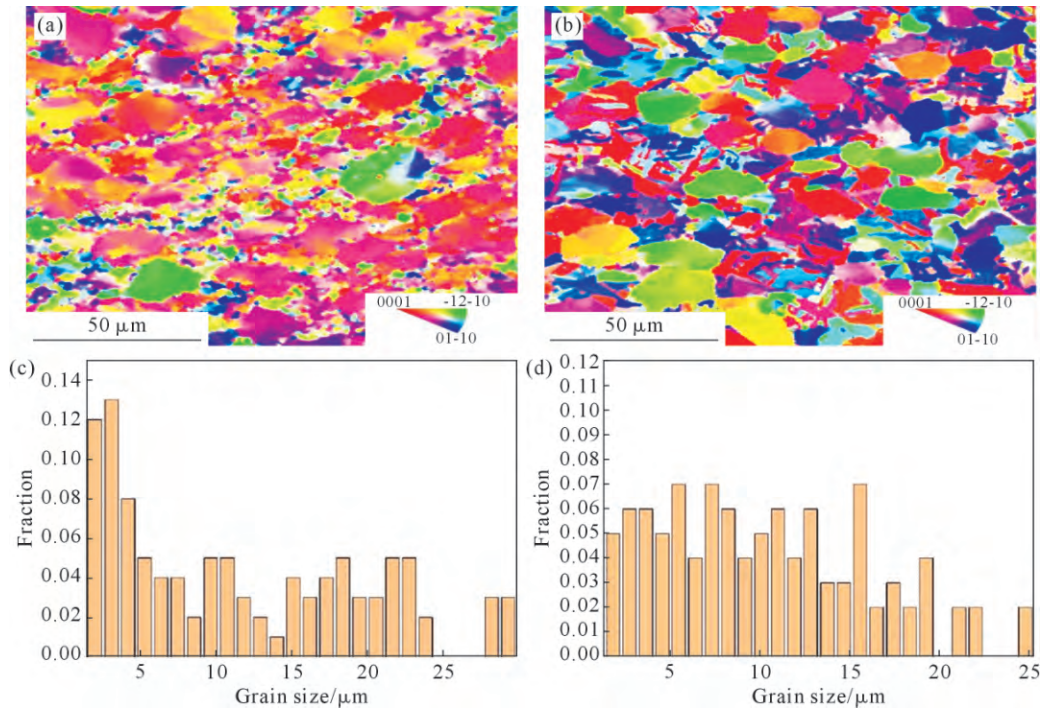 (a)
(b)
0001 -12-10
01-10
50 μm
0001 -12-10
01-10
50 μm
(c)
0.14
0.12
0.10
0.08
0.06
0.04
0.02
0.00
Fraction
5 10 15 20 25
Grain size/μm
(d)
0.12
0.11
0.10
0.09
0.08
0.07
0.06
0.05
0.04
0.03
0.02
0.01
0.00
Fraction
5 10 15 20 25
Grain size/μm